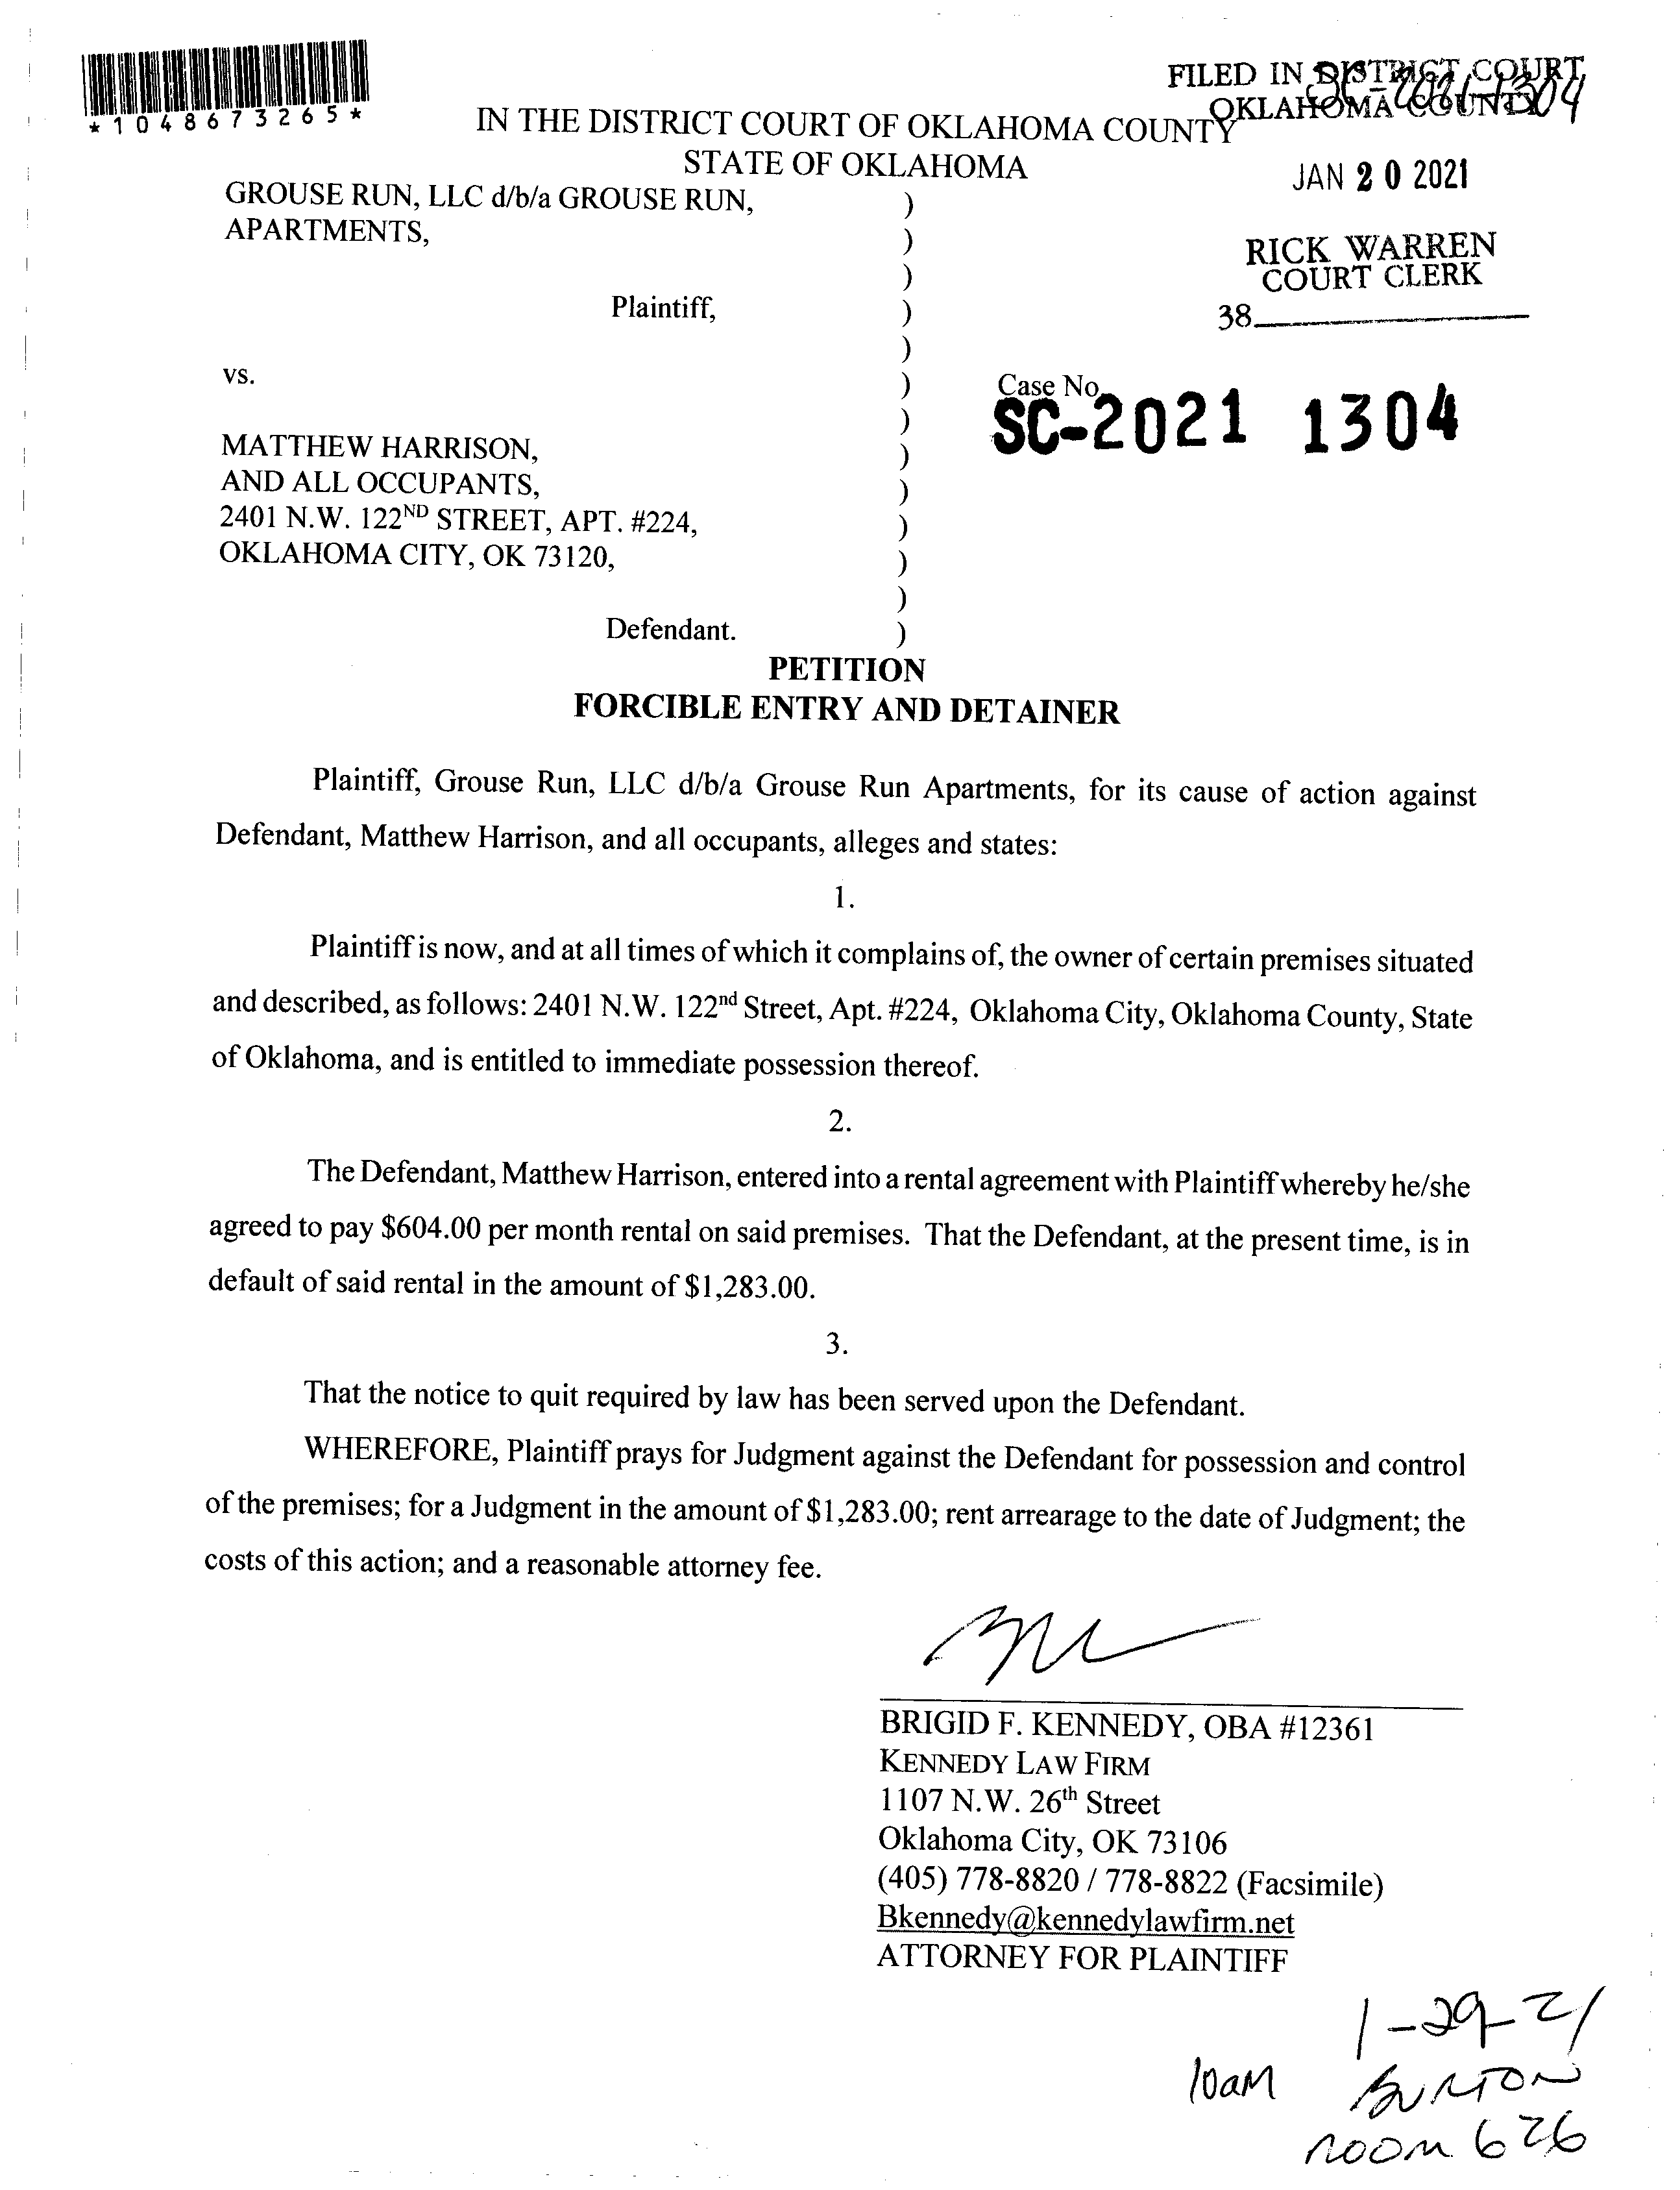 *1048673265*
FILED IN DISTRICT COURT
OKLAHOMA COUNTY
SC-2021-1304
IN THE DISTRICT COURT OF OKLAHOMA COUNTY
STATE OF OKLAHOMA
JAN 20 2021
RICK WARREN
COURT CLERK
38
GROUSE RUN, LLC d/b/a GROUSE RUN, )
APARTMENTS, )
)
Plaintiff, )
)
vs. )
)
MATTHEW HARRISON, )
AND ALL OCCUPANTS, )
2401 N.W. 122ND STREET, APT. #224, )
OKLAHOMA CITY, OK 73120, )
)
Defendant. )
Case No.
SC-2021 1304
PETITION
FORCIBLE ENTRY AND DETAINER
Plaintiff, Grouse Run, LLC d/b/a Grouse Run Apartments, for its cause of action against
Defendant, Matthew Harrison, and all occupants, alleges and states:
1.
Plaintiff is now, and at all times of which it complains of, the owner of certain premises situated
and described, as follows: 2401 N.W. 122nd Street, Apt. #224, Oklahoma City, Oklahoma County, State
of Oklahoma, and is entitled to immediate possession thereof.
2.
The Defendant, Matthew Harrison, entered into a rental agreement with Plaintiff whereby he/she
agreed to pay $604.00 per month rental on said premises. That the Defendant, at the present time, is in
default of said rental in the amount of $1,283.00.
3.
That the notice to quit required by law has been served upon the Defendant.
WHEREFORE, Plaintiff prays for Judgment against the Defendant for possession and control
of the premises; for a Judgment in the amount of $1,283.00; rent arrearage to the date of Judgment; the
costs of this action; and a reasonable attorney fee.
BRIGID F. KENNEDY, OBA #12361
KENNEDY LAW FIRM
1107 N.W. 26th Street
Oklahoma City, OK 73106
(405) 778-8820 / 778-8822 (Facsimile)
Bkennedy@kennedylawfirm.net
ATTORNEY FOR PLAINTIFF
1-29-21
10am BURTON
room 626